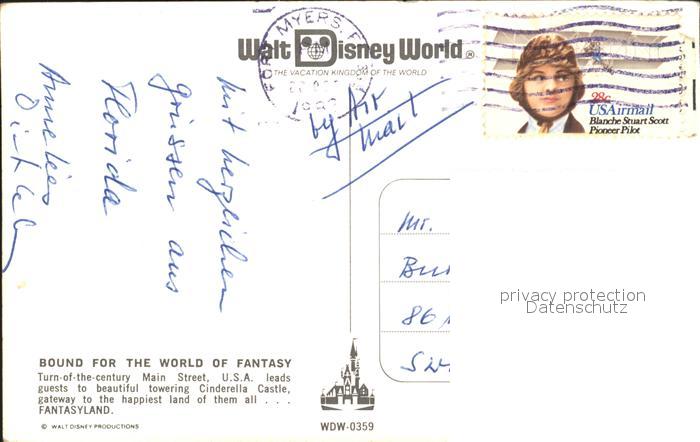 Walt Disney World®
THE VACATION KINGDOM OF THE WORLD
FORT MYERS, FL
28c
USAirmail
Blanche Stuart Scott
Pioneer Pilot
by Air
Mail
Mit herzlichen
Grüssen aus
Florida
Annelies
Mr.
86
privacy protection
Datenschutz
BOUND FOR THE WORLD OF FANTASY
Turn-of-the-century Main Street, U.S.A. leads
guests to beautiful towering Cinderella Castle,
gateway to the happiest land of them all . . .
FANTASYLAND.
© WALT DISNEY PRODUCTIONS
WDW-0359